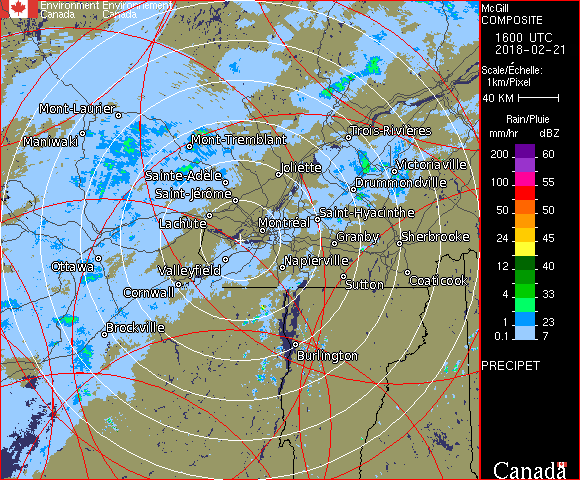 Environment Environnement
Canada Canada
McGill
COMPOSITE
1600 UTC
2018-02-21
Scale/Échelle:
1km/Pixel
40 KM
Rain/Pluie
mm/hr dBZ
200 60
100 55
50 50
24 45
12 40
8 33
4 33
1 23
0.1 7
PRECIPET
Canada
Mont-Laurier
Maniwaki
Mont-Tremblant
Trois-Rivières
Sainte-Adèle
Joliette
Victoriaville
Saint-Jérôme
Drummondville
Lachute
Montréal
Saint-Hyacinthe
Granby
Sherbrooke
Ottawa
Valleyfield
Napierville
Cornwall
Sutton
Coaticook
Brockville
Burlington